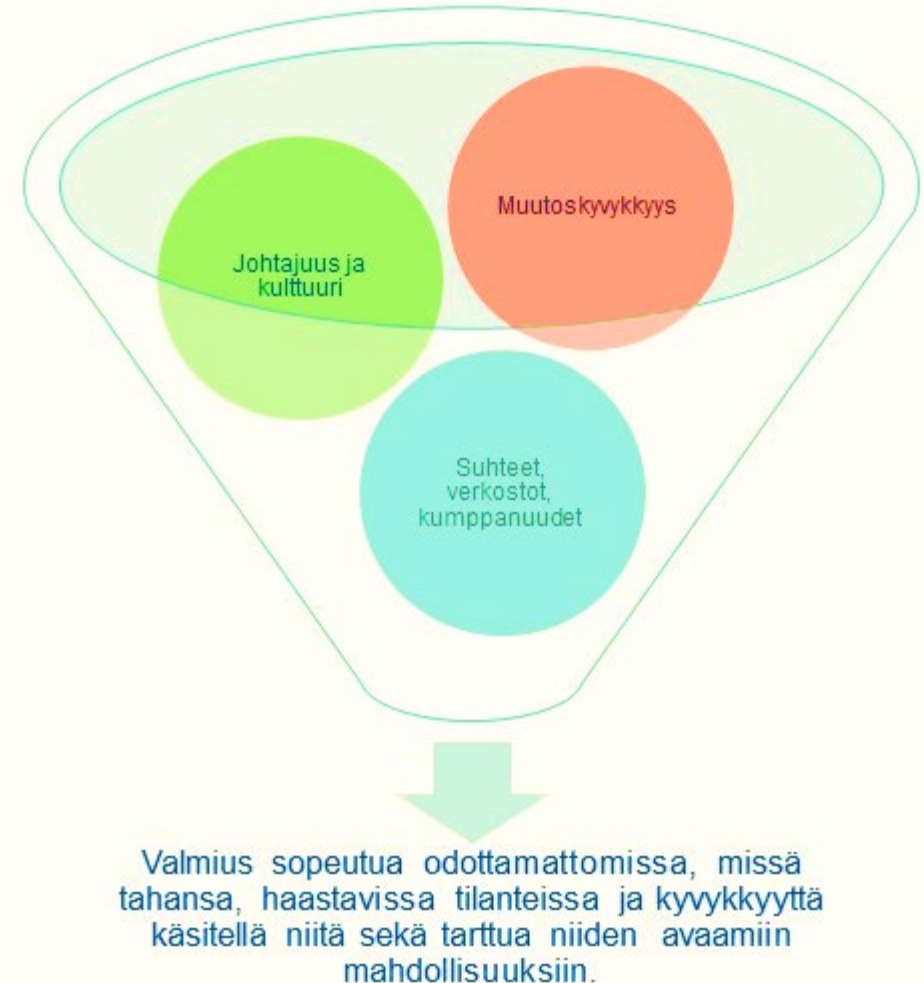 Muutoskyvykkyys
Johtajuus ja
kulttuuri
Suhteet,
verkostot,
kumppanuudet
Valmius sopeutua odottamattomissa, missä
tahansa, haastavissa tilanteissa ja kyvykkyyttä
käsitellä niitä sekä tarttua niiden avaamiin
mahdollisuuksiin.